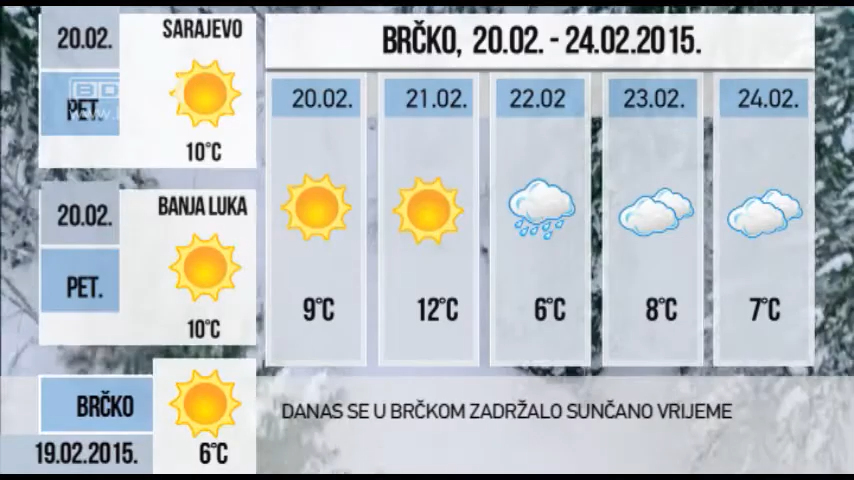 20.02.
PET.
SARAJEVO
10°C
20.02.
PET.
BANJA LUKA
10°C
BRČKO
19.02.2015.
6°C
BRČKO, 20.02. - 24.02.2015.
20.02. 21.02. 22.02 23.02. 24.02.
9°C 12°C 6°C 8°C 7°C
DANAS SE U BRČKOM ZADRŽALO SUNČANO VRIJEME